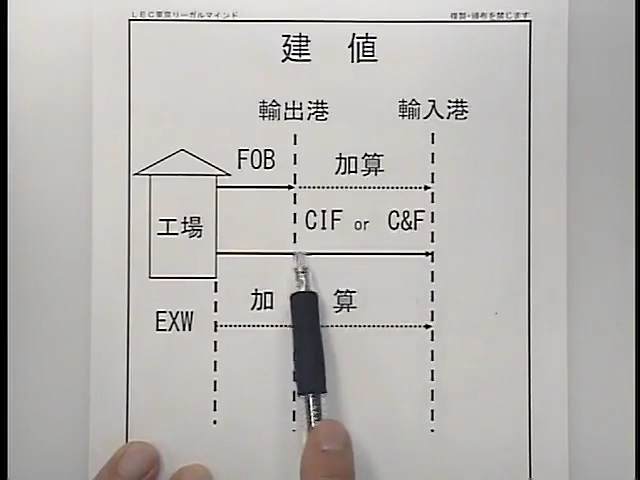 LEC東京リーガルマインド
複製・頒布を禁じます
建 値
輸出港 輸入港
FOB 加算
工場 CIF or C&F
加 算
EXW